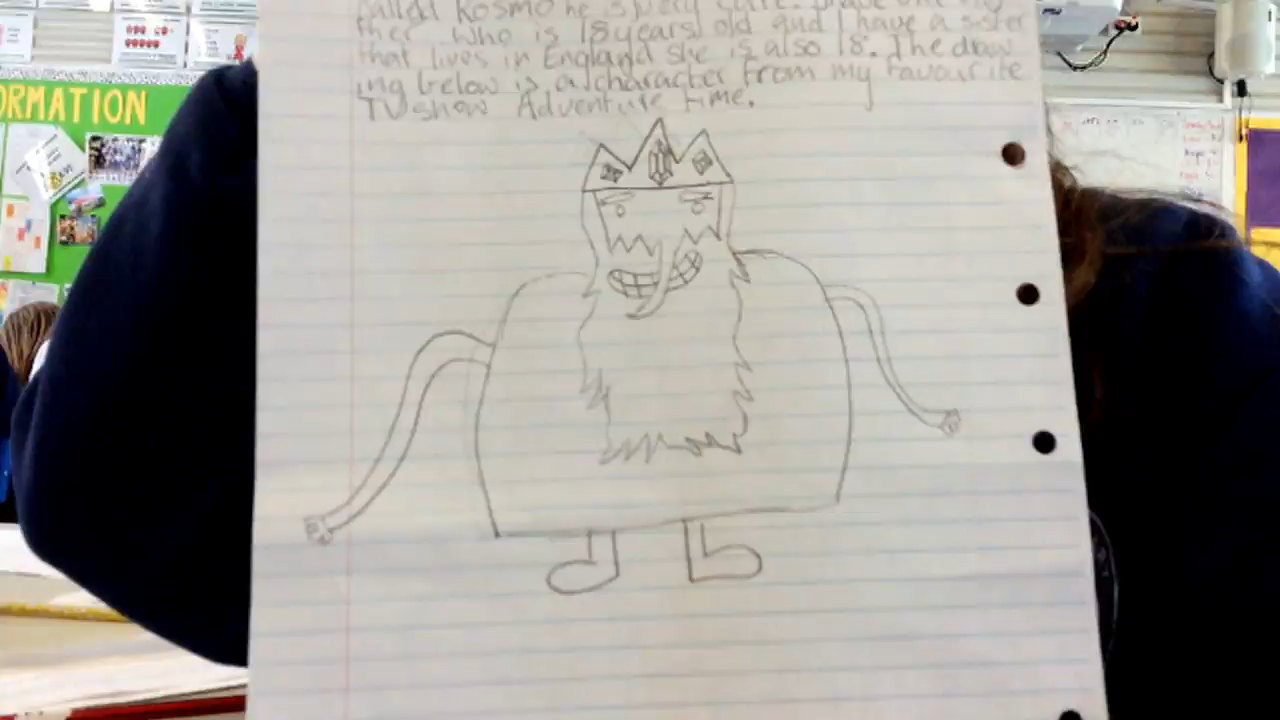 called Kosmo he is very cute. I have one
ther who is 18 years old and I have a sister
that lives in England she is also 18. The draw
ing below is a character from my favourite
TV show Adventure time.
ORMATION